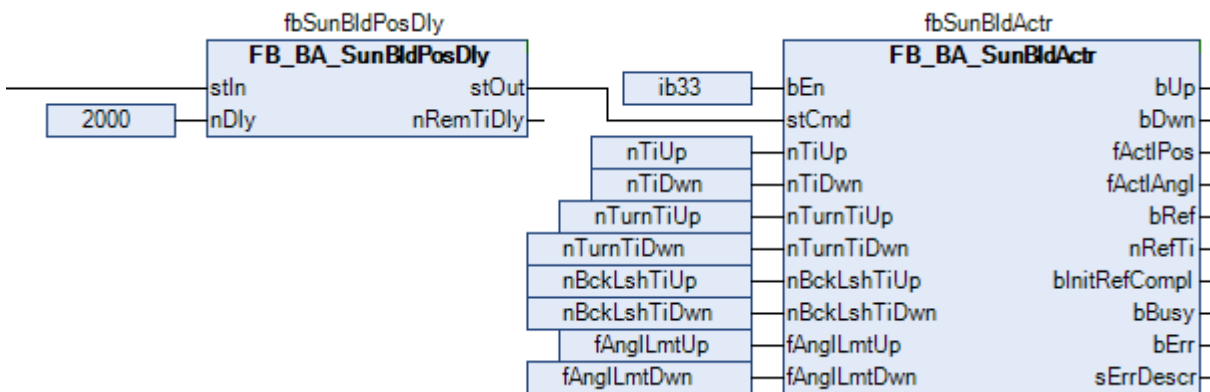 fbSunBldPosDly
FB_BA_SunBldPosDly
stIn stOut
2000 nDly nRemTiDly
fbSunBldActr
FB_BA_SunBldActr
ib33 bEn bUp
stCmd bDwn
nTiUp nTiUp fActlPos
nTiDwn nTiDwn fActlAngl
nTurnTiUp nTurnTiUp bRef
nTurnTiDwn nTurnTiDwn nRefTi
nBckLshTiUp nBckLshTiUp bInitRefCompl
nBckLshTiDwn nBckLshTiDwn bBusy
fAnglLmtUp fAnglLmtUp bErr
fAnglLmtDwn fAnglLmtDwn sErrDescr